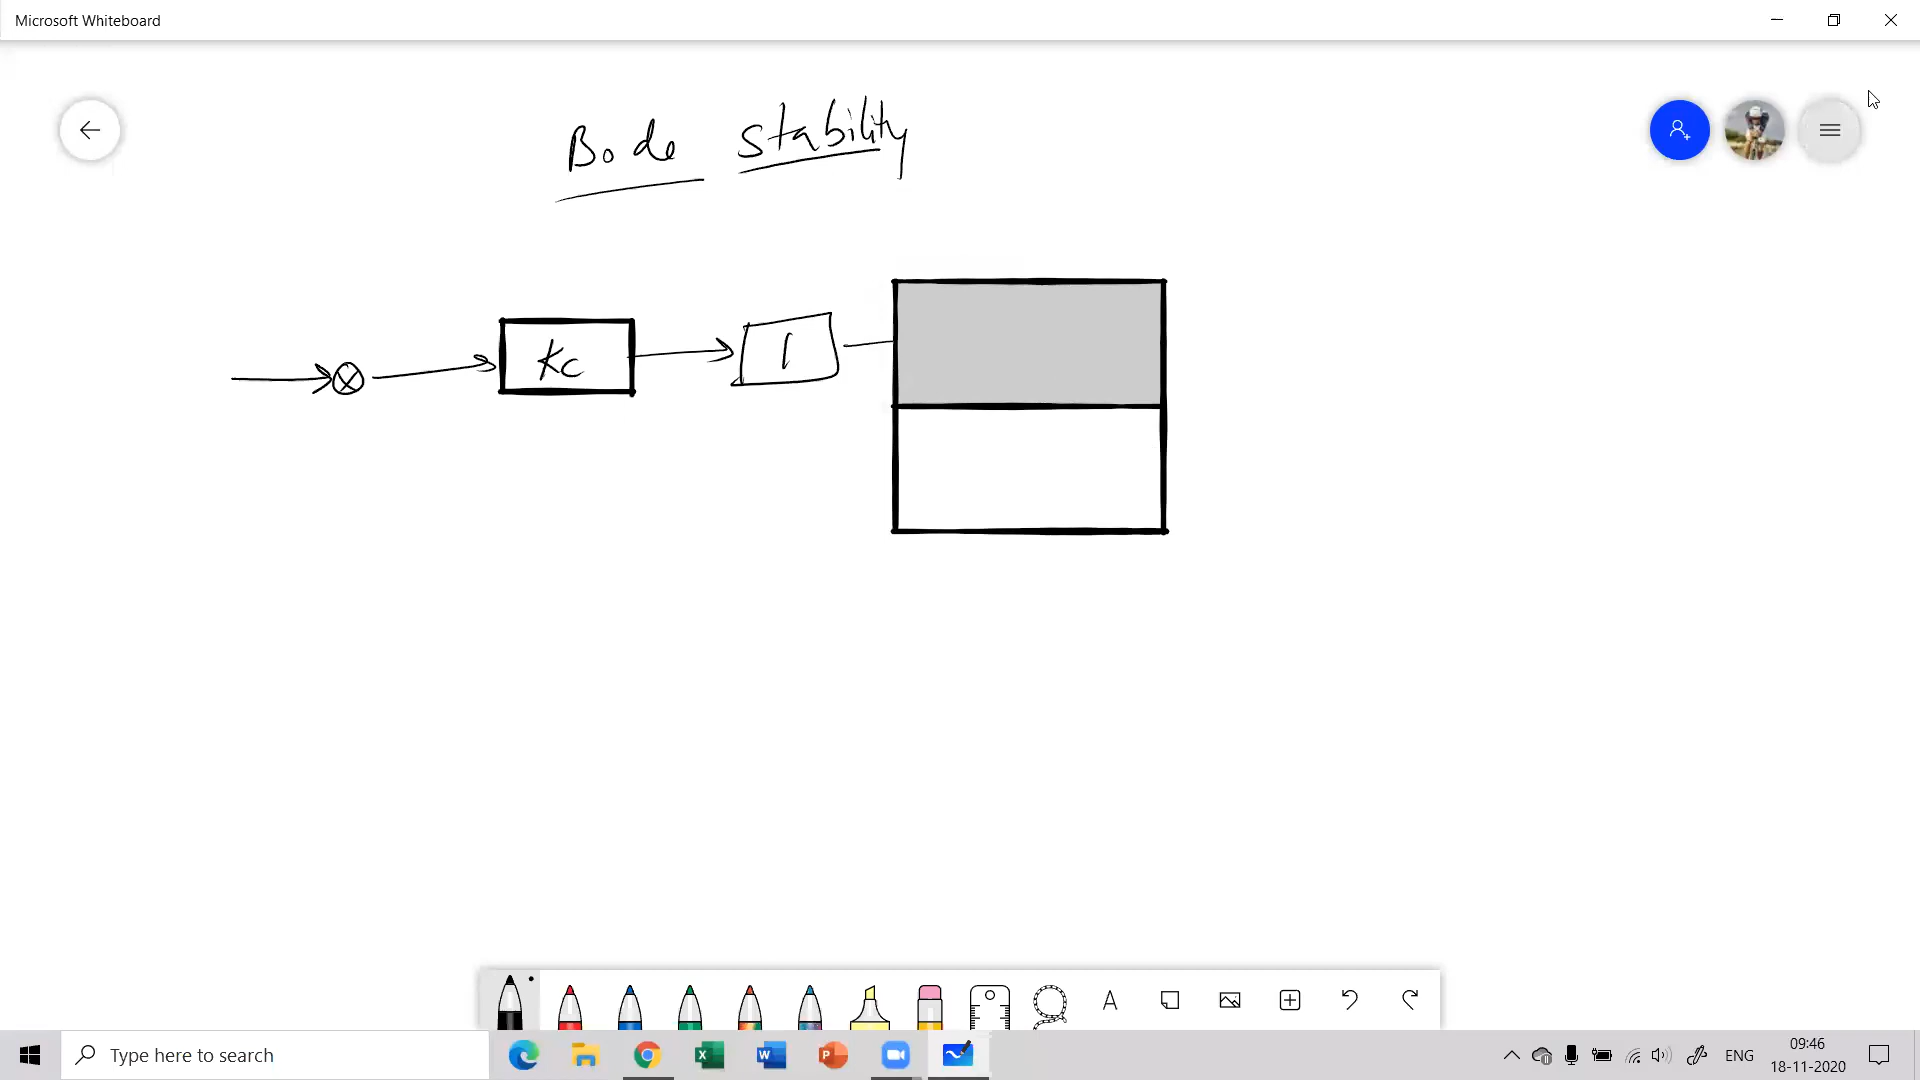 Microsoft Whiteboard
Bode stability
Kc
1
A
Type here to search
ENG
09:46
18-11-2020